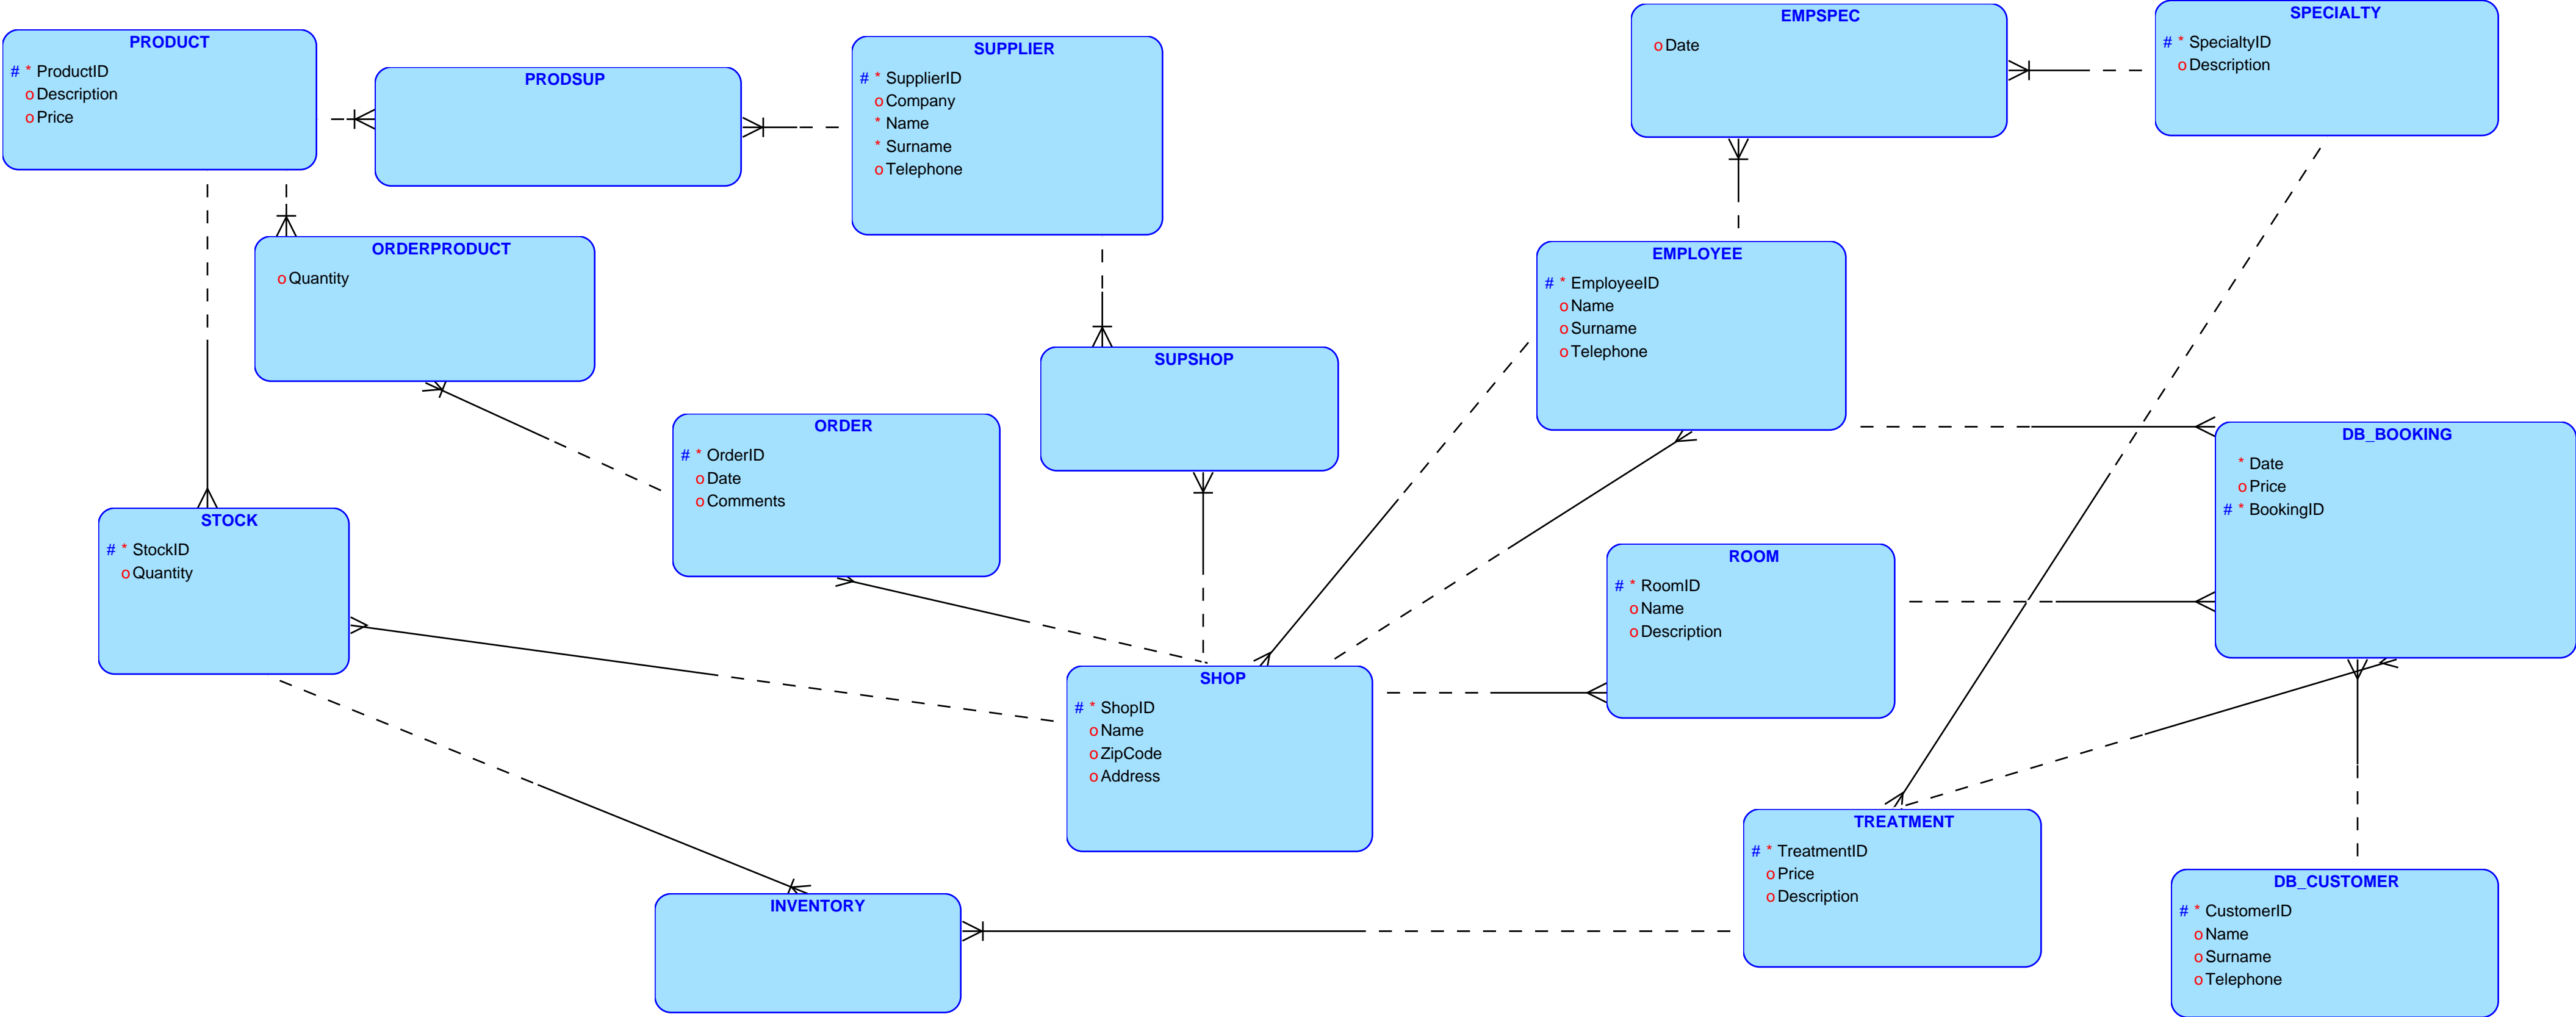 PRODUCT
# * ProductID
o Description
o Price
PRODSUP
SUPPLIER
# * SupplierID
o Company
* Name
* Surname
o Telephone
EMPSPEC
o Date
SPECIALTY
# * SpecialtyID
o Description
ORDERPRODUCT
o Quantity
EMPLOYEE
# * EmployeeID
o Name
o Surname
o Telephone
SUPSHOP
ORDER
# * OrderID
o Date
o Comments
DB_BOOKING
* Date
o Price
# * BookingID
STOCK
# * StockID
o Quantity
ROOM
# * RoomID
o Name
o Description
SHOP
# * ShopID
o Name
o ZipCode
o Address
TREATMENT
# * TreatmentID
o Price
o Description
DB_CUSTOMER
# * CustomerID
o Name
o Surname
o Telephone
INVENTORY